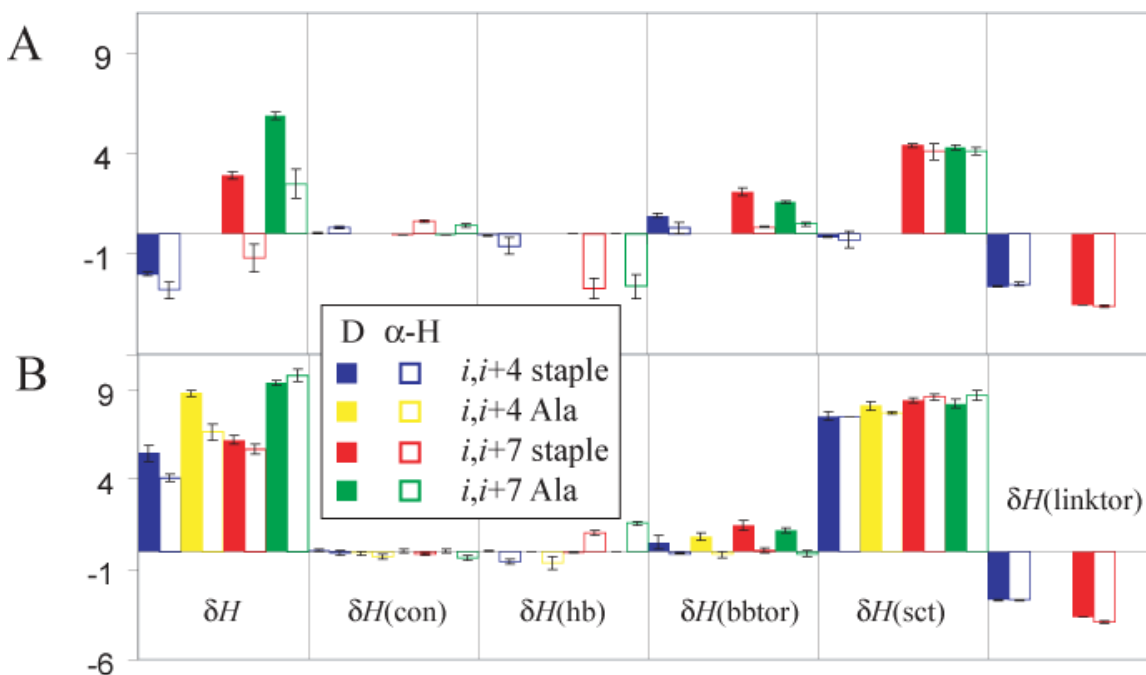 A
9
4
-1
D α-H
i,i+4 staple
i,i+4 Ala
i,i+7 staple
i,i+7 Ala
B
9
4
-1
-6
δH
δH(con)
δH(hb)
δH(bbtor)
δH(sct)
δH(linktor)